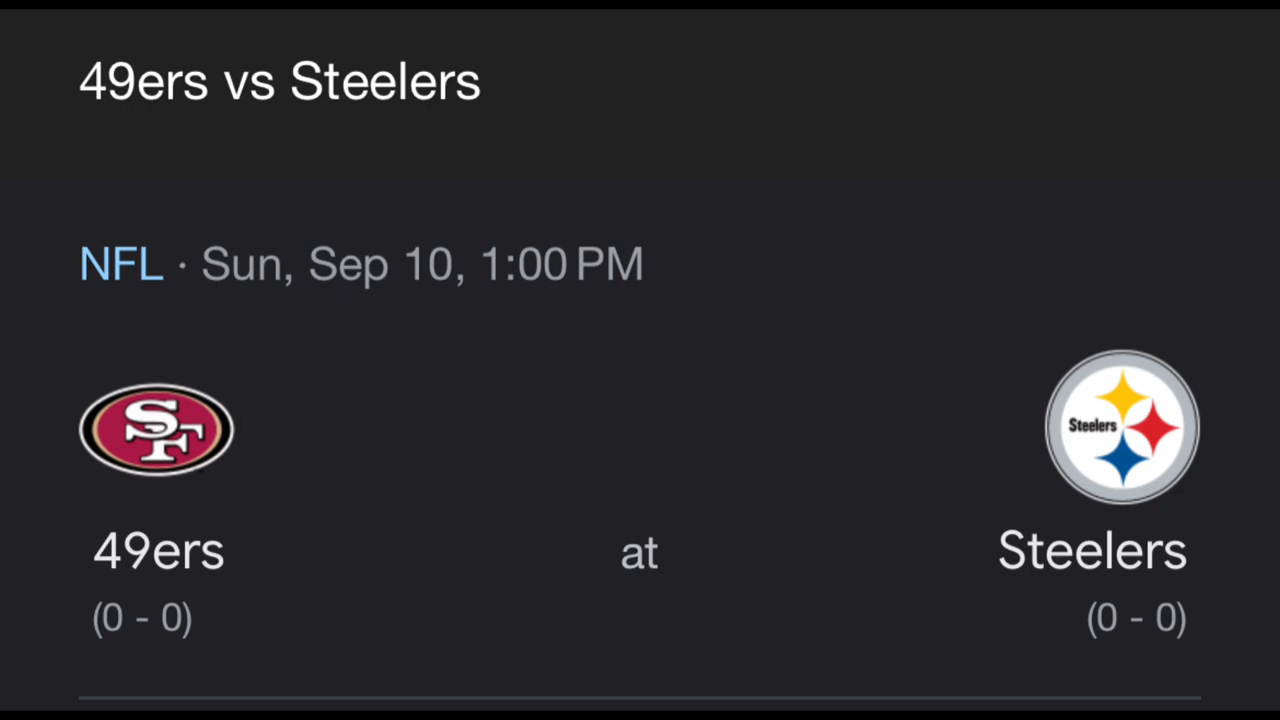 49ers vs Steelers
NFL · Sun, Sep 10, 1:00 PM
SF
Steelers
49ers at Steelers
(0 - 0) (0 - 0)